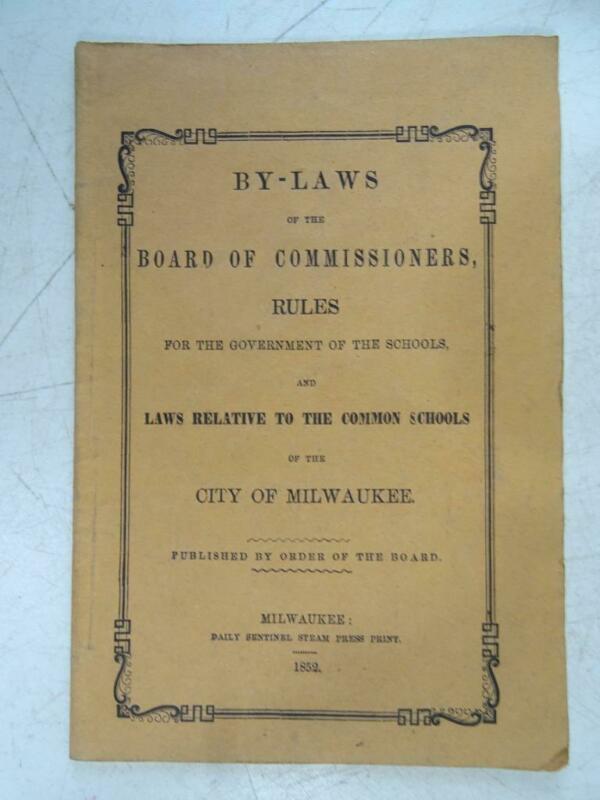 BY-LAWS
OF THE
BOARD OF COMMISSIONERS,
RULES
FOR THE GOVERNMENT OF THE SCHOOLS,
AND
LAWS RELATIVE TO THE COMMON SCHOOLS
OF THE
CITY OF MILWAUKEE.
PUBLISHED BY ORDER OF THE BOARD.
MILWAUKEE:
DAILY SENTINEL STEAM PRESS PRINT.
1852.